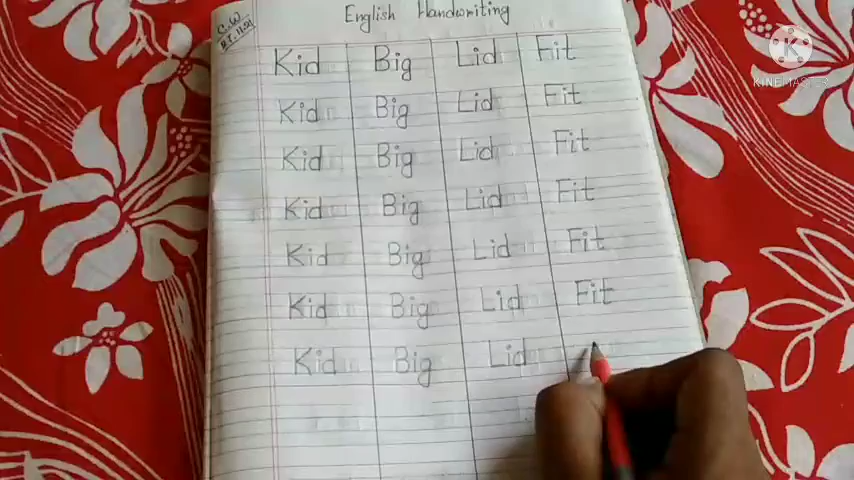 English Handwriting
C.W
Kid Big Lid Fit
Kid Big Lid Fit
Kid Big Lid Fit
Kid Big Lid Fit
Kid Big Lid Fit
Kid Big Lid Fit
Kid Big Lid
K
KINEMASTER